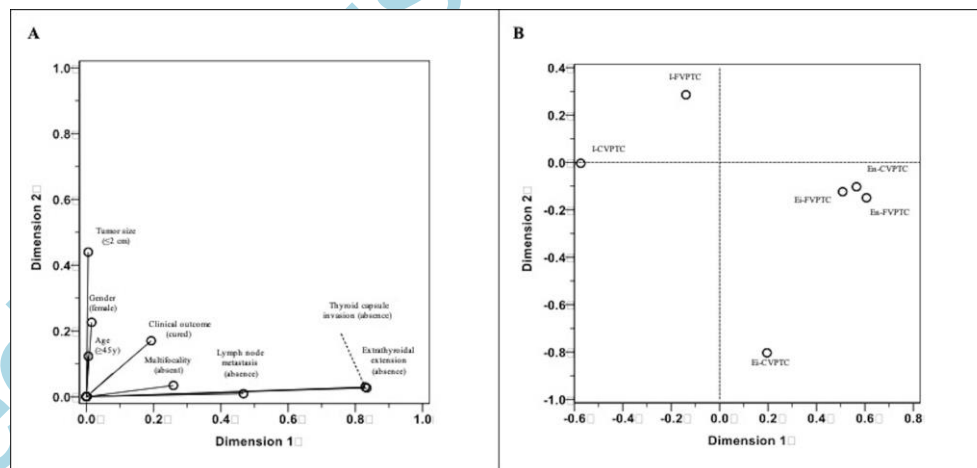 A
1.0
0.8
0.6
0.4
0.2
0.0
Dimension 2
Tumor size
(≤2 cm)
Gender
(female)
Age
(≥45y)
Clinical outcome
(cured)
Multifocality
(absent)
Lymph node
metastasis
(absence)
Thyroid capsule
invasion (absence)
Extrathyroidal
extension
(absence)
0.0 0.2 0.4 0.6 0.8 1.0
Dimension 1
B
0.4
0.2
0.0
-0.2
-0.4
-0.6
-0.8
-1.0
Dimension 2
I-FVPTC
I-CVPTC
En-CVPTC
Ei-FVPTC
En-FVPTC
Ei-CVPTC
-0.6 -0.4 -0.2 0.0 0.2 0.4 0.6 0.8
Dimension 1